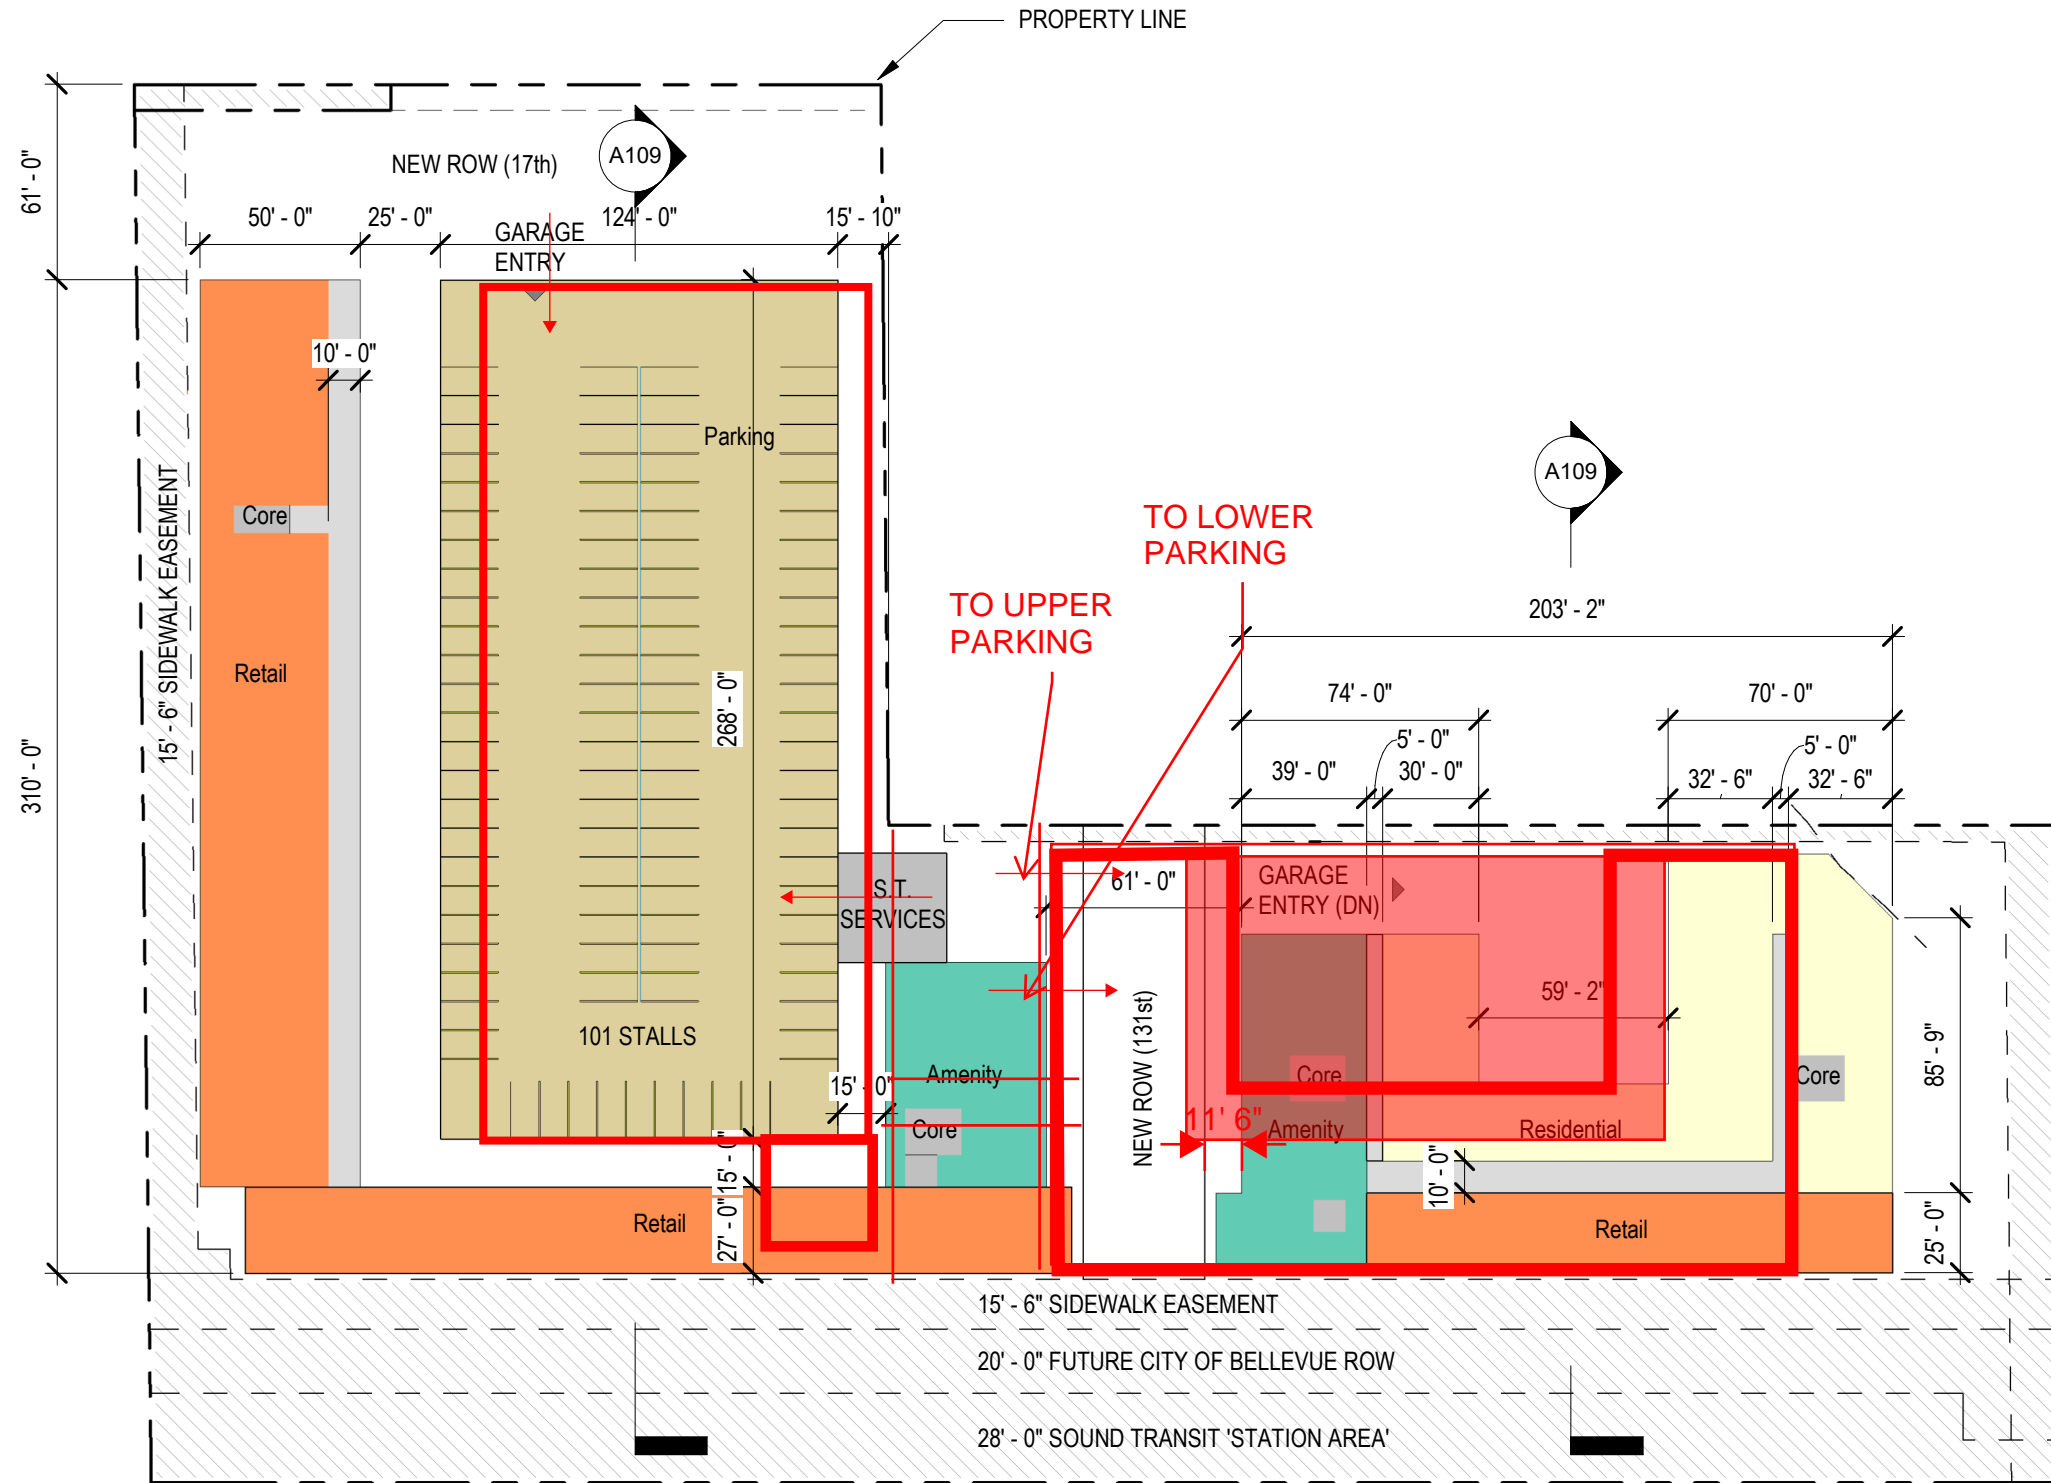 PROPERTY LINE
A109
NEW ROW (17th)
61' - 0"
50' - 0"
25' - 0"
124' - 0"
15' - 10"
GARAGE
ENTRY
10' - 0"
Parking
A109
Core
15' - 6" SIDEWALK EASEMENT
TO LOWER
PARKING
TO UPPER
PARKING
203' - 2"
Retail
268' - 0"
74' - 0"
70' - 0"
310' - 0"
5' - 0"
5' - 0"
39' - 0"
30' - 0"
32' - 6"
32' - 6"
S.T.
SERVICES
61' - 0"
GARAGE
ENTRY (DN)
59' - 2"
101 STALLS
NEW ROW (131st)
85' - 9"
Amenity
Core
Core
15' - 0"
11' 6"
Core
Amenity
Residential
15' - 0"
10' - 0"
Retail
27' - 0"
Retail
25' - 0"
15' - 6" SIDEWALK EASEMENT
20' - 0" FUTURE CITY OF BELLEVUE ROW
28' - 0" SOUND TRANSIT 'STATION AREA'